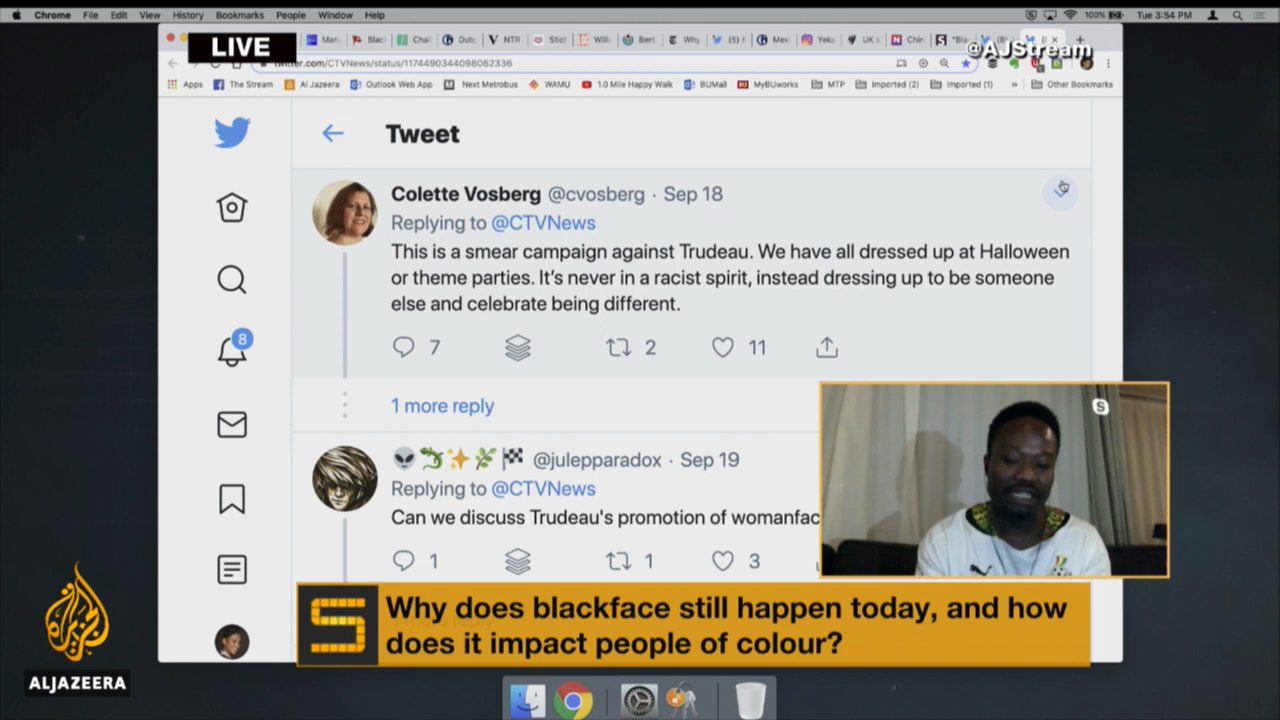 Chrome File Edit View History Bookmarks People Window Help 100% Tue 3:54 PM
LIVE
@AJStream
twitter.com/CTVNews/status/1174490344098062336
Apps The Stream Al Jazeera Outlook Web App Next Metrobus WAMU 1.0 Mile Happy Walk BUMail MyBUworks MTP Imported (2) Imported (1) » Other Bookmarks
Tweet
Colette Vosberg @cvosberg · Sep 18
Replying to @CTVNews
This is a smear campaign against Trudeau. We have all dressed up at Halloween
or theme parties. It's never in a racist spirit, instead dressing up to be someone
else and celebrate being different.
7 2 11
8
1 more reply
@julepparadox · Sep 19
Replying to @CTVNews
Can we discuss Trudeau's promotion of womanfac
1 1 3
S
Why does blackface still happen today, and how
does it impact people of colour?
الجزيرة
ALJAZEERA